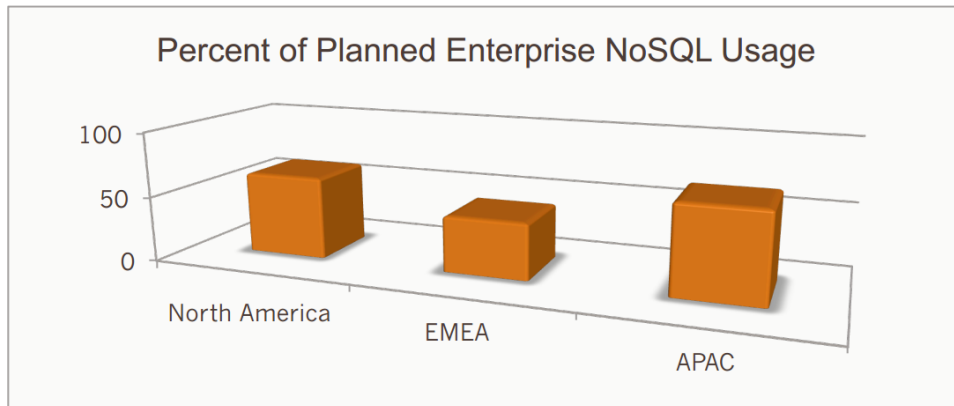 Percent of Planned Enterprise NoSQL Usage
100
50
0
North America
EMEA
APAC